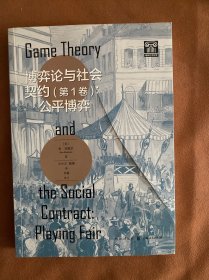 Game Theory
博弈论与社会
契约(第1卷):
公平博弈
and
the Social
Contract:
Playing Fair